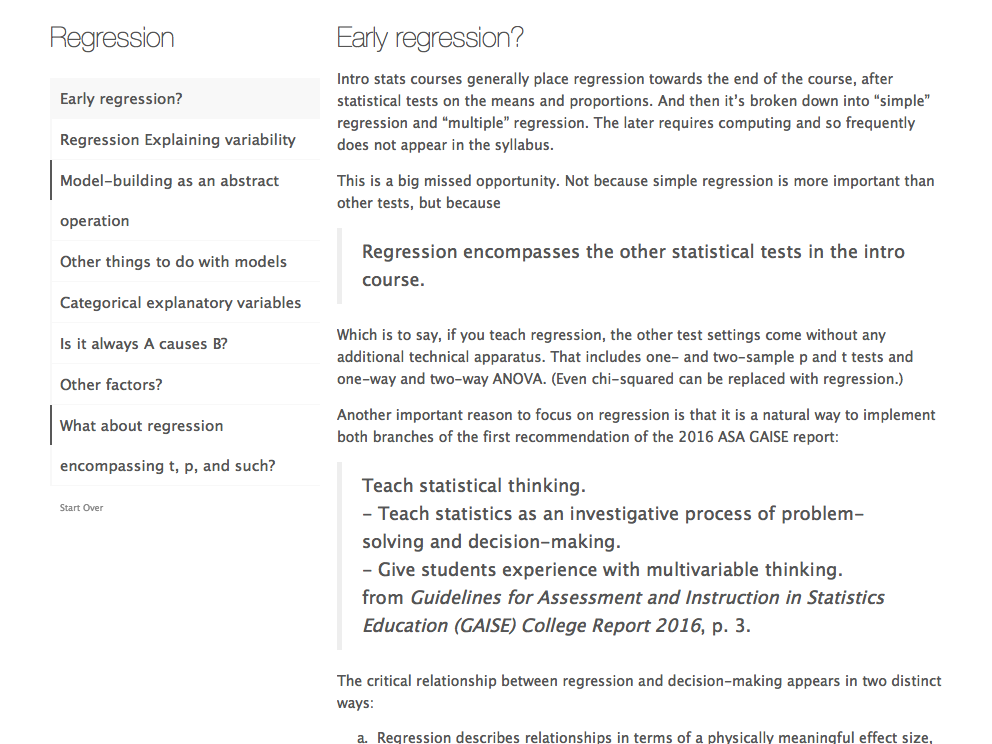 Regression
Early regression?
Regression Explaining variability
Model-building as an abstract
operation
Other things to do with models
Categorical explanatory variables
Is it always A causes B?
Other factors?
What about regression
encompassing t, p, and such?
Start Over
Early regression?
Intro stats courses generally place regression towards the end of the course, after
statistical tests on the means and proportions. And then it’s broken down into “simple”
regression and “multiple” regression. The later requires computing and so frequently
does not appear in the syllabus.
This is a big missed opportunity. Not because simple regression is more important than
other tests, but because
Regression encompasses the other statistical tests in the intro
course.
Which is to say, if you teach regression, the other test settings come without any
additional technical apparatus. That includes one- and two-sample p and t tests and
one-way and two-way ANOVA. (Even chi-squared can be replaced with regression.)
Another important reason to focus on regression is that it is a natural way to implement
both branches of the first recommendation of the 2016 ASA GAISE report:
Teach statistical thinking.
– Teach statistics as an investigative process of problem-
solving and decision-making.
– Give students experience with multivariable thinking.
from Guidelines for Assessment and Instruction in Statistics
Education (GAISE) College Report 2016, p. 3.
The critical relationship between regression and decision-making appears in two distinct
ways:
a. Regression describes relationships in terms of a physically meaningful effect size,